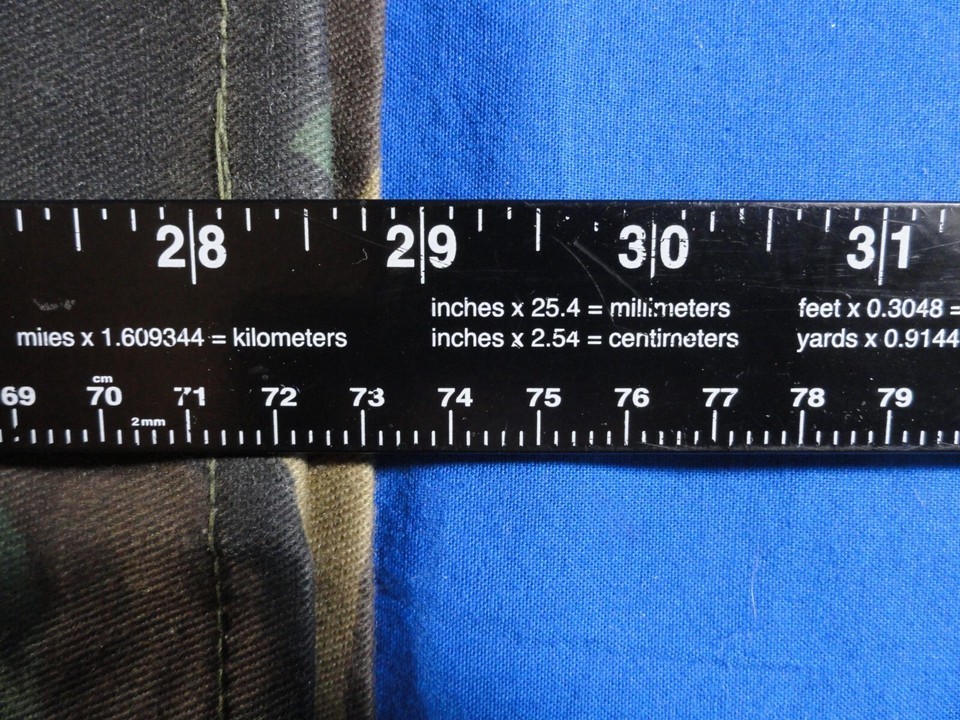 28 29 30 31
inches x 25.4 = millimeters feet x 0.3048 =
miles x 1.609344 = kilometers inches x 2.54 = centimeters yards x 0.9144
cm
69 70 71 72 73 74 75 76 77 78 79
2mm